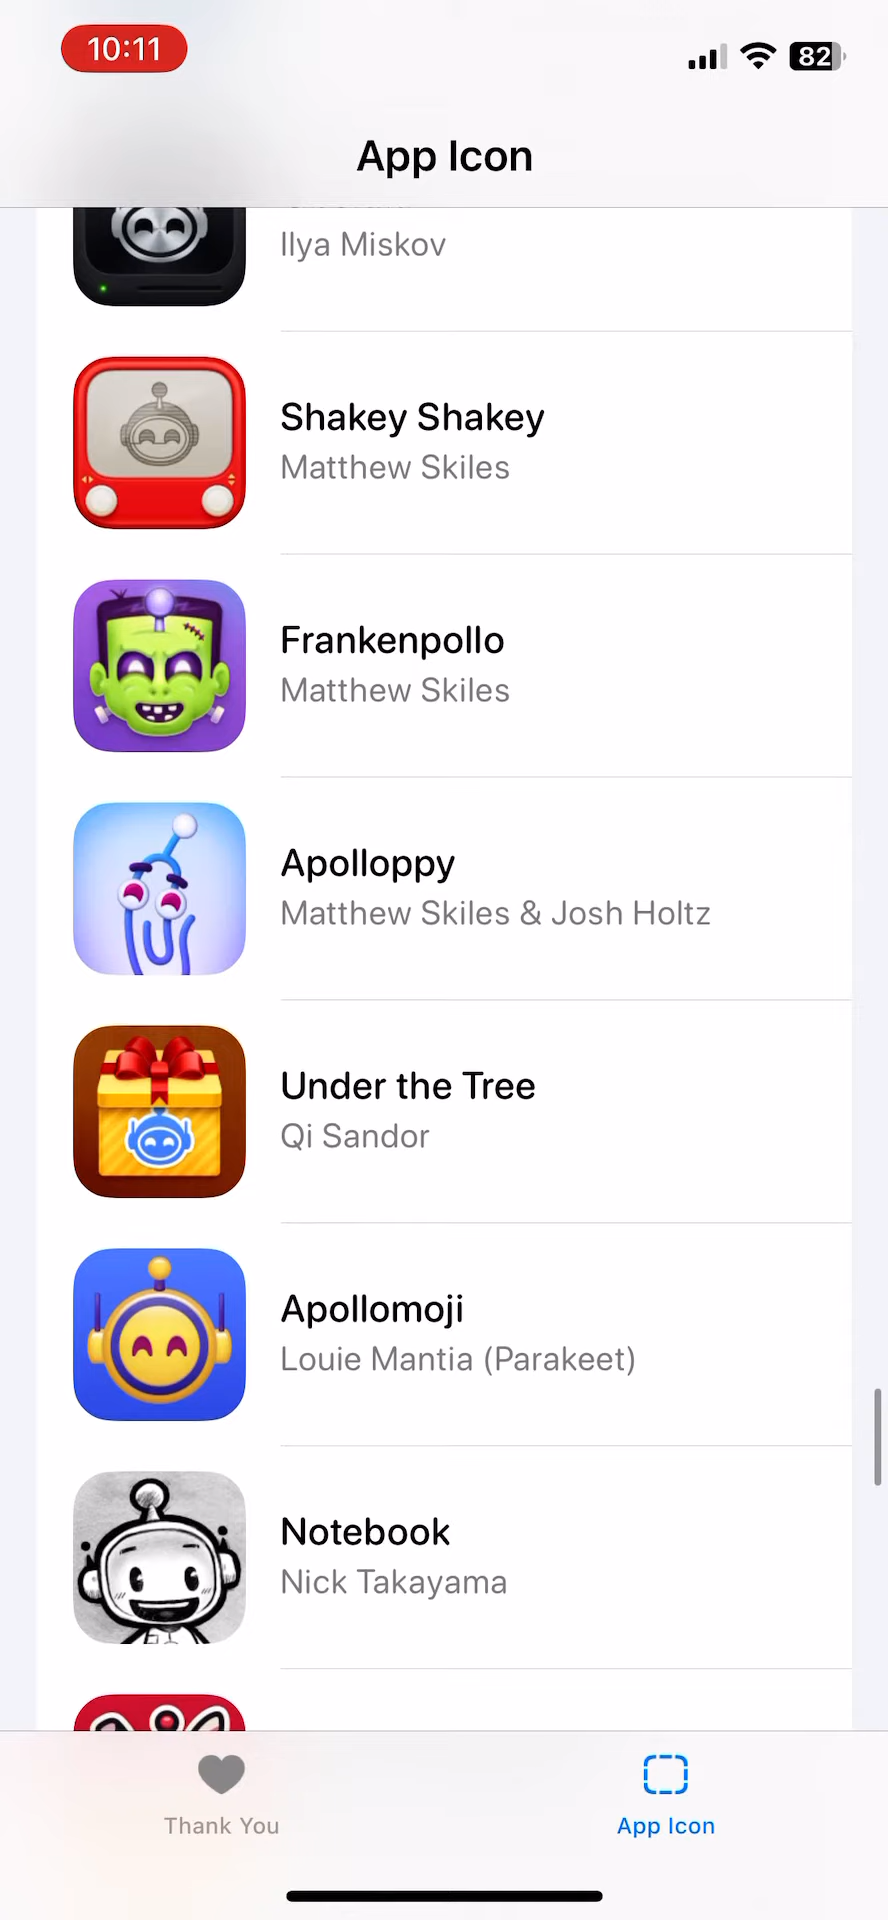 10:11
82
App Icon
Ilya Miskov
Shakey Shakey
Matthew Skiles
Frankenpollo
Matthew Skiles
Apolloppy
Matthew Skiles & Josh Holtz
Under the Tree
Qi Sandor
Apollomoji
Louie Mantia (Parakeet)
Notebook
Nick Takayama
Thank You
App Icon